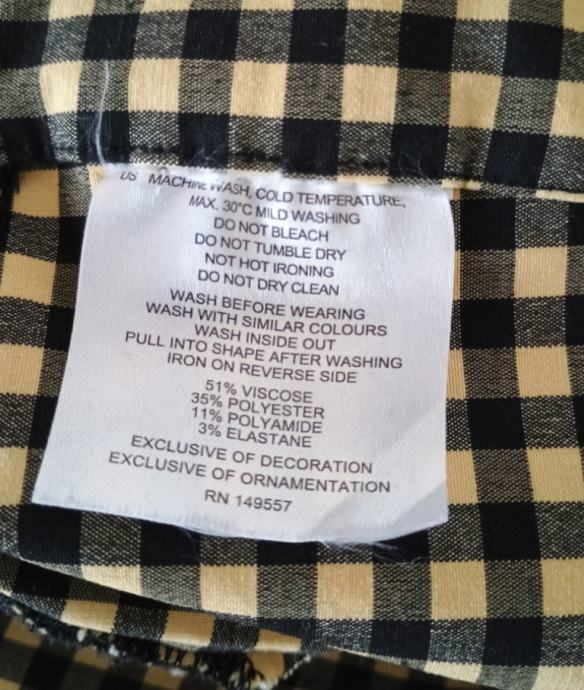 US MACHINE WASH, COLD TEMPERATURE,
MAX. 30°C MILD WASHING
DO NOT BLEACH
DO NOT TUMBLE DRY
NOT HOT IRONING
DO NOT DRY CLEAN
WASH BEFORE WEARING
WASH WITH SIMILAR COLOURS
WASH INSIDE OUT
PULL INTO SHAPE AFTER WASHING
IRON ON REVERSE SIDE
51% VISCOSE
35% POLYESTER
11% POLYAMIDE
3% ELASTANE
EXCLUSIVE OF DECORATION
EXCLUSIVE OF ORNAMENTATION
RN 149557